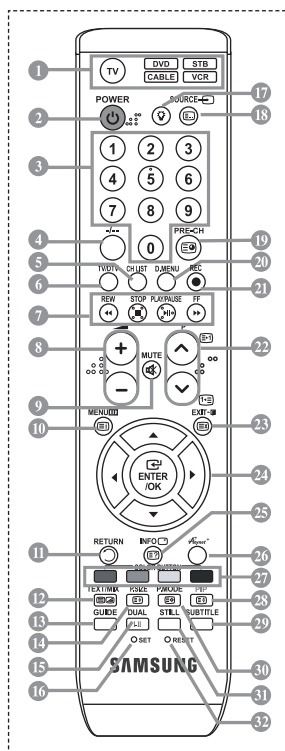 1 TV DVD STB
CABLE VCR
POWER SOURCE
2 17
18
1 2 3
3 4 5 6
7 8 9
4 -/-- 0 PRE-CH 19
5 20
6 TV/DTV CH LIST D.MENU REC 21
REW STOP PLAY/PAUSE FF
7
8 + P 22
MUTE
9 −
10 MENU EXIT 23
ENTER
/OK 24
25
11 RETURN INFO 26
27
12 TEXT/MIX P.SIZE P.MODE PIP 28
13 GUIDE DUAL STILL SUBTITLE 29
14 I-II
15 30
16 SET RESET 31
SAMSUNG 32